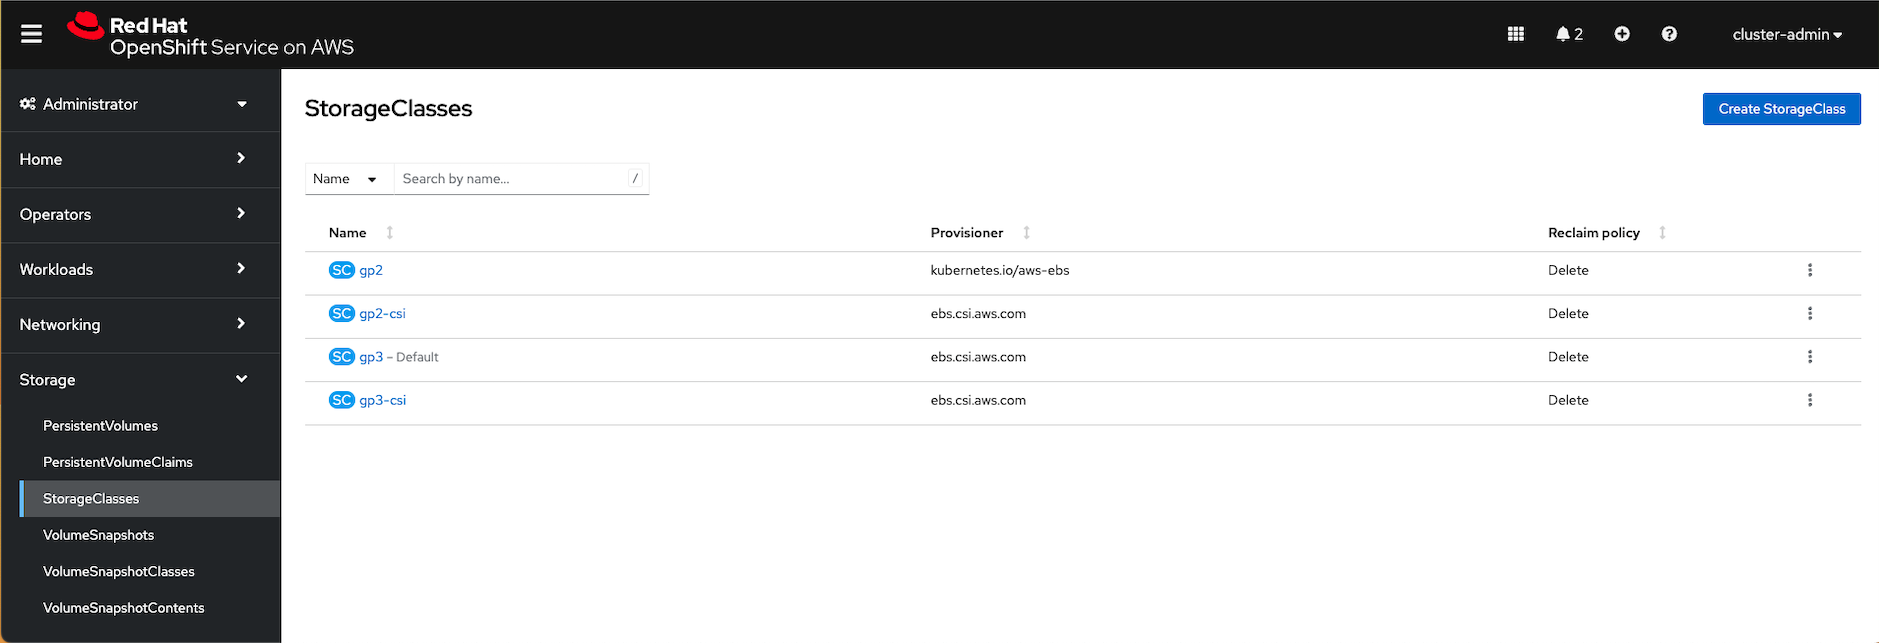 Red Hat
OpenShift Service on AWS
2
cluster-admin
Administrator
Home
Operators
Workloads
Networking
Storage
PersistentVolumes
PersistentVolumeClaims
StorageClasses
VolumeSnapshots
VolumeSnapshotClasses
VolumeSnapshotContents
StorageClasses
Create StorageClass
Name Search by name... /
Name Provisioner Reclaim policy
SC gp2 kubernetes.io/aws-ebs Delete
SC gp2-csi ebs.csi.aws.com Delete
SC gp3 – Default ebs.csi.aws.com Delete
SC gp3-csi ebs.csi.aws.com Delete